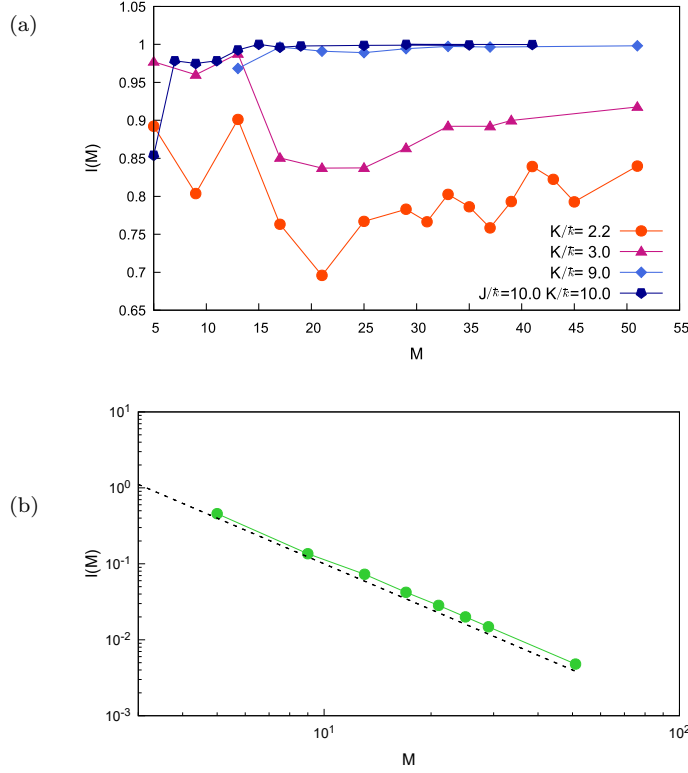 (a)
1.05
1
0.95
0.9
0.85
0.8
0.75
0.7
0.65
I(M)
K/ℏ= 2.2
K/ℏ= 3.0
K/ℏ= 9.0
J/ℏ=10.0 K/ℏ=10.0
5 10 15 20 25 30 35 40 45 50 55
M
(b)
10¹
10⁰
10⁻¹
10⁻²
10⁻³
I(M)
10¹ 10²
M